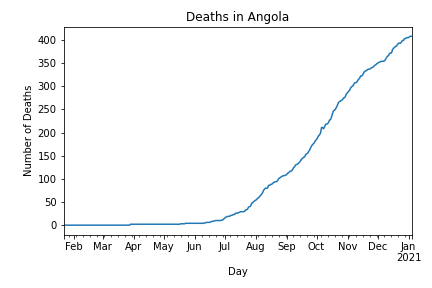 Deaths in Angola
Number of Deaths
400
350
300
250
200
150
100
50
0
Feb Mar Apr May Jun Jul Aug Sep Oct Nov Dec Jan
2021
Day